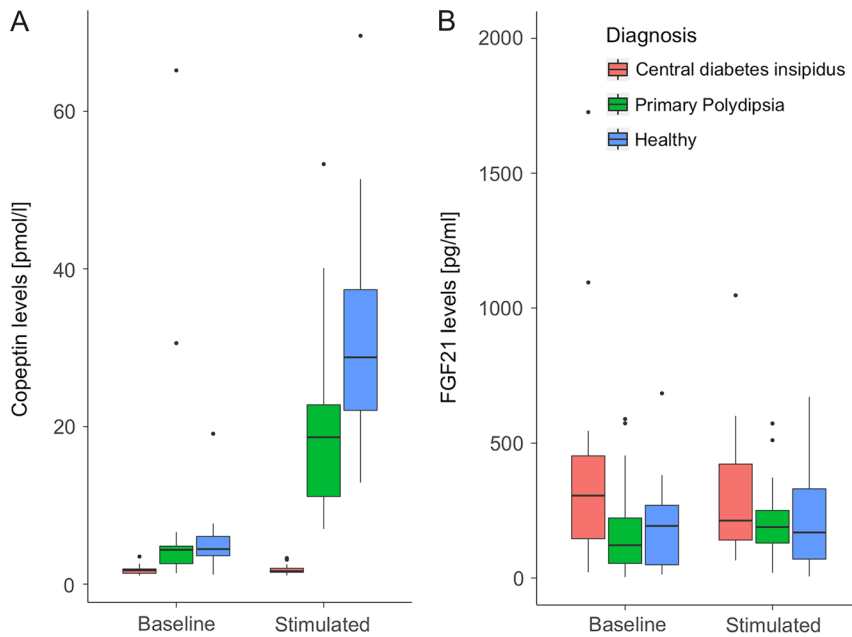 A
Copeptin levels [pmol/l]
60
40
20
0
Baseline
Stimulated
B
FGF21 levels [pg/ml]
2000
1500
1000
500
0
Diagnosis
Central diabetes insipidus
Primary Polydipsia
Healthy
Baseline
Stimulated